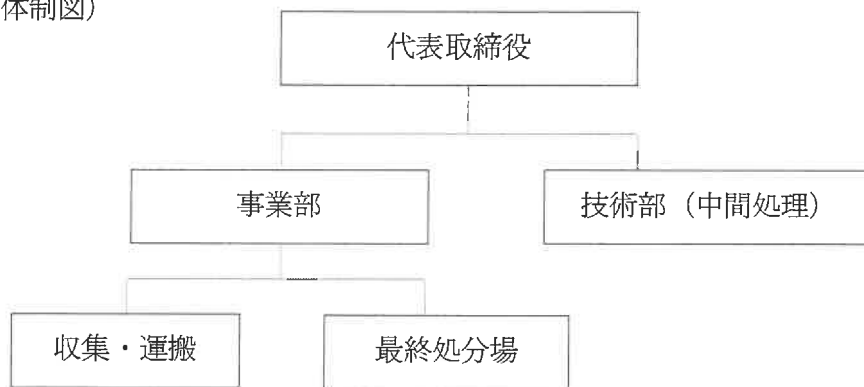 体制図）
代表取締役
事業部
技術部（中間処理）
収集・運搬
最終処分場